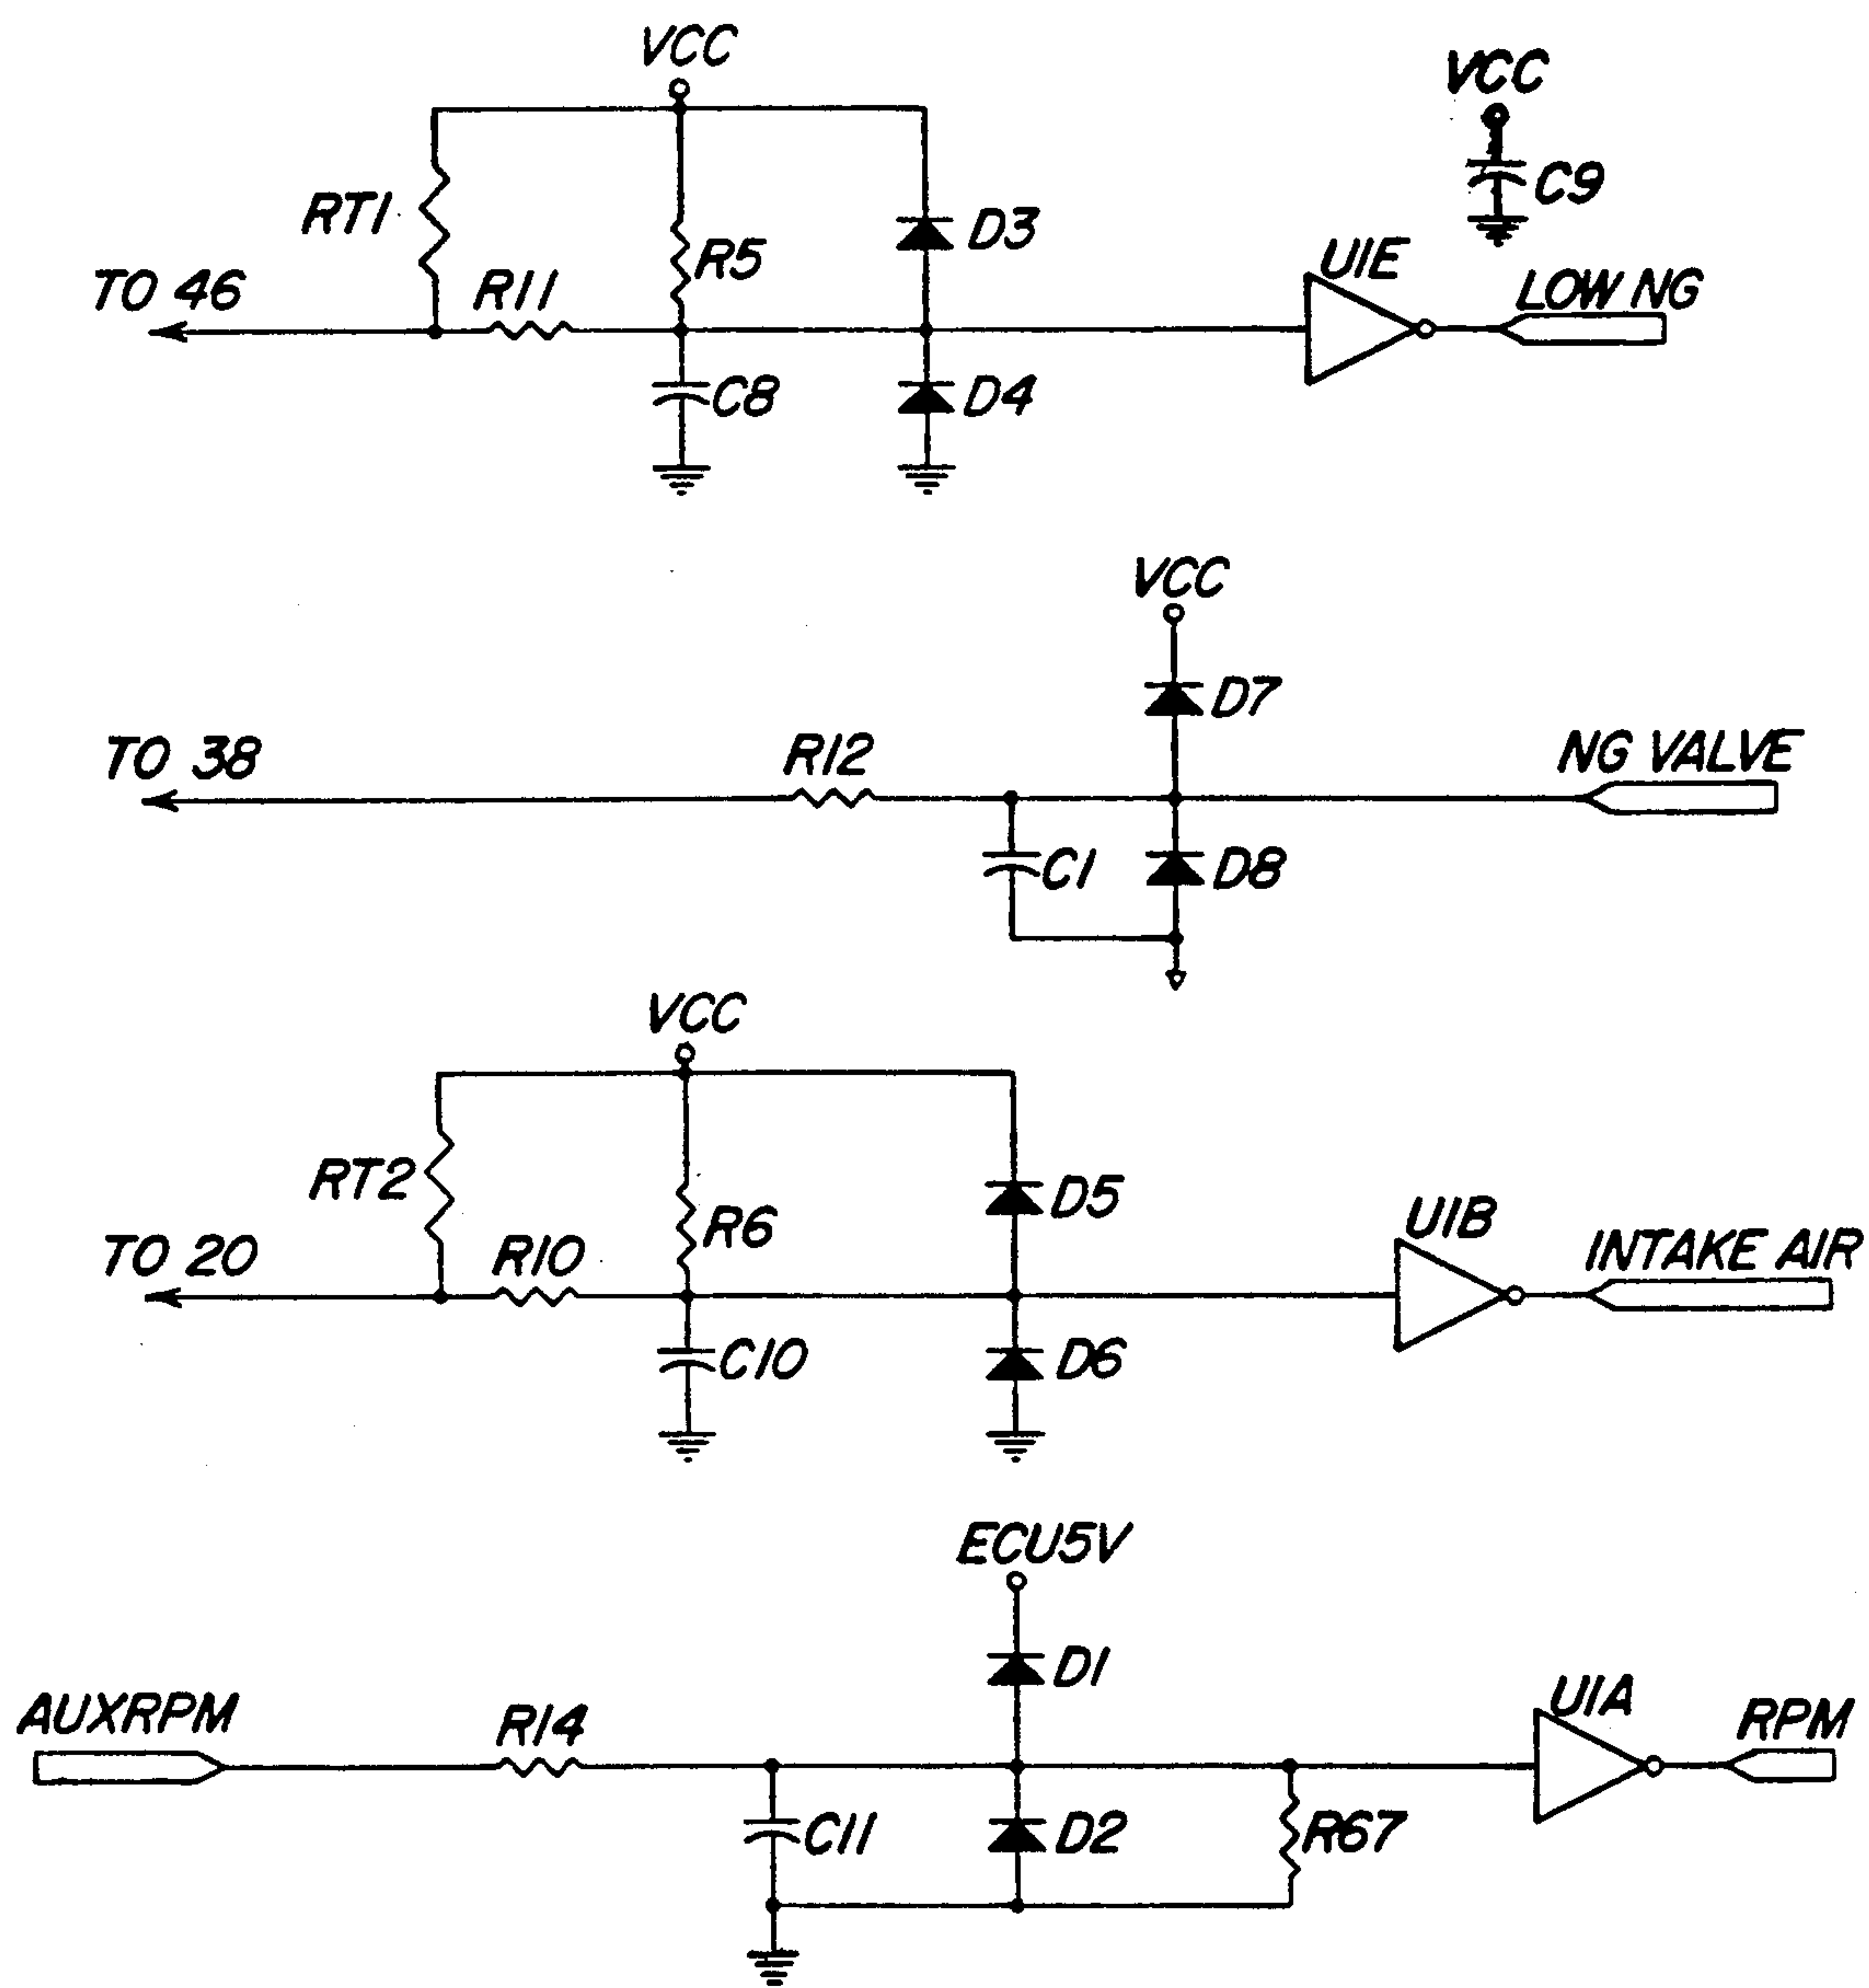 VCC
VCC
RT1
R5
D3
C9
U1E
LOW NG
TO 46
R11
C8
D4
VCC
D7
TO 38
R12
NG VALVE
C1
D8
VCC
RT2
R6
D5
U1B
INTAKE AIR
TO 20
R10
C10
D6
ECU5V
D1
U1A
AUXRPM
R14
RPM
C11
D2
R67